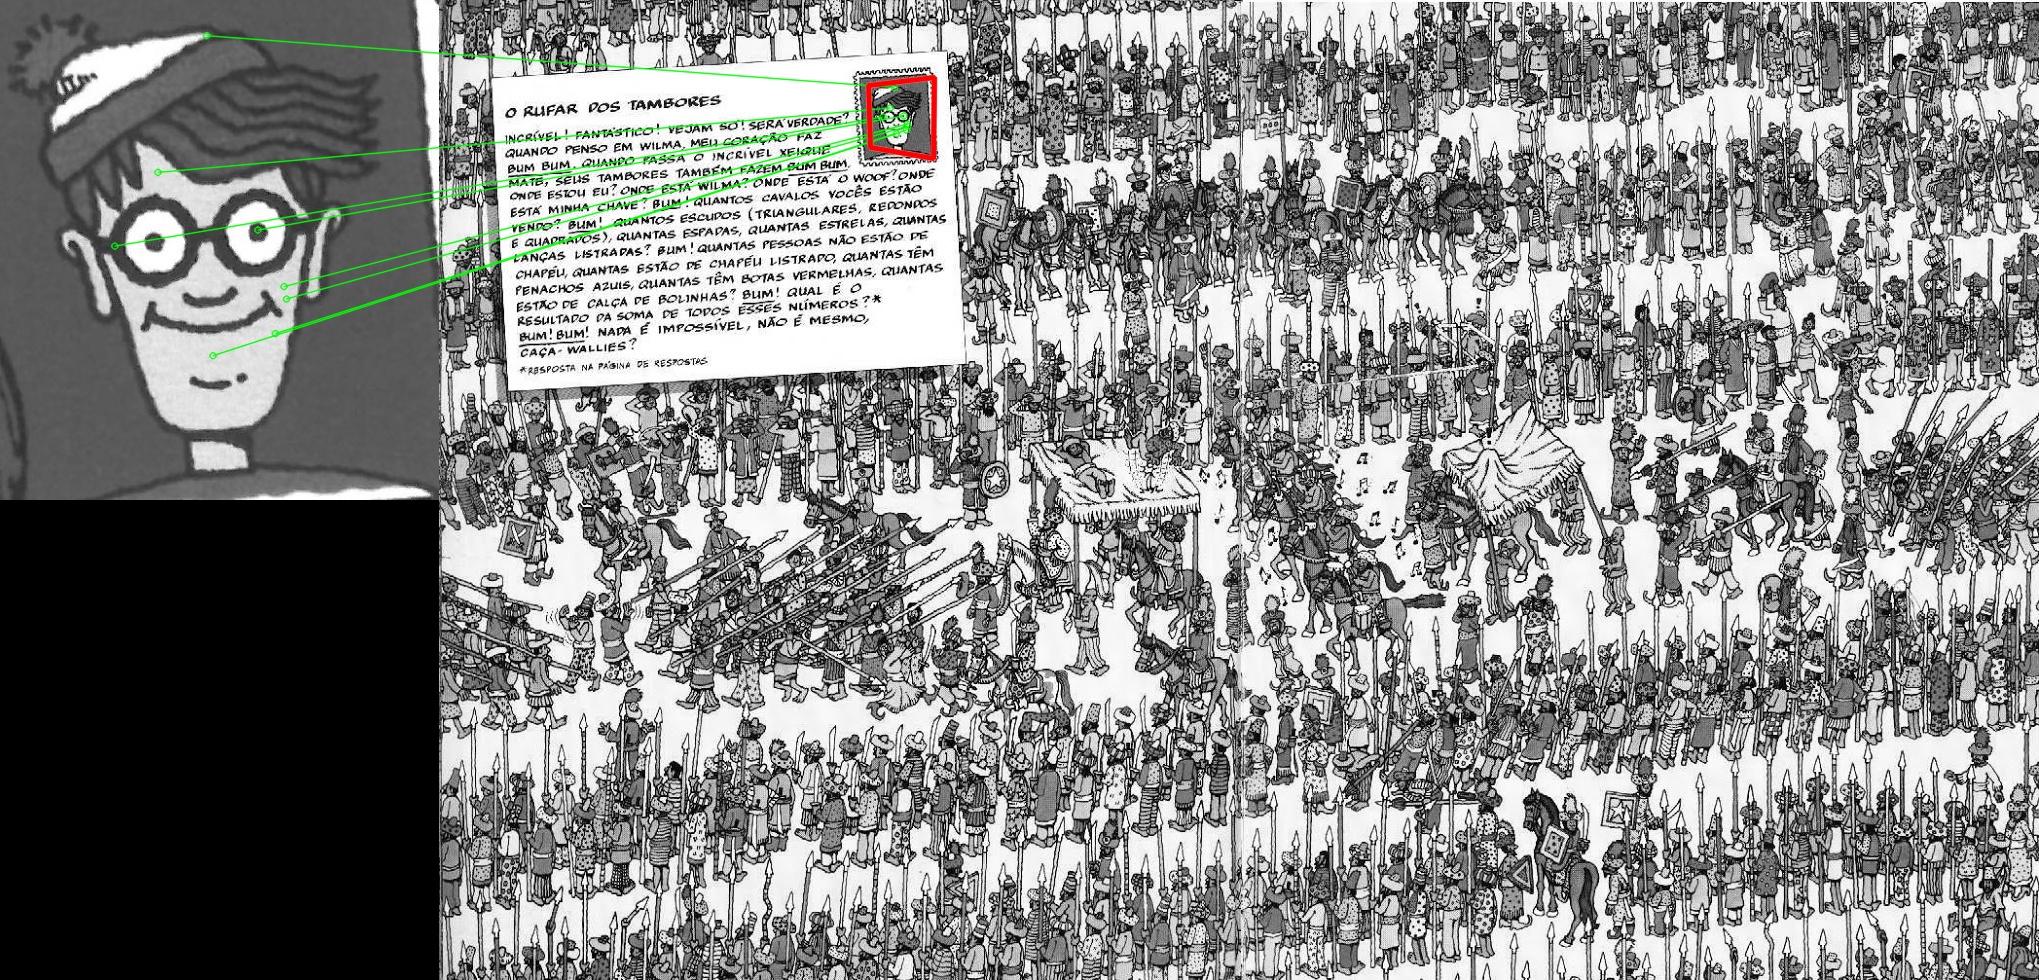 O RUFAR DOS TAMBORES
INCRÍVEL! FANTÁSTICO! VEJAM SÓ! SERÁ VERDADE?
QUANDO PENSO EM WILMA, MEU CORAÇÃO FAZ
BUM BUM. QUANDO PASSA O INCRÍVEL XEIQUE
MATE, SEUS TAMBORES TAMBÉM FAZEM BUM BUM.
ONDE ESTOU EU? ONDE ESTÁ WILMA? ONDE ESTÁ O WOOF? ONDE
ESTÁ MINHA CHAVE? BUM! QUANTOS CAVALOS VOCÊS ESTÃO
VENDO? BUM! QUANTOS ESCUDOS (TRIANGULARES, REDONDOS
E QUADRADOS), QUANTAS ESPADAS, QUANTAS ESTRELAS, QUANTAS
LANÇAS LISTRADAS? BUM! QUANTAS PESSOAS NÃO ESTÃO DE
CHAPÉU, QUANTAS ESTÃO DE CHAPÉU LISTRADO, QUANTAS TÊM
PENACHOS AZUIS, QUANTAS TÊM BOTAS VERMELHAS, QUANTAS
ESTÃO DE CALÇA DE BOLINHAS? BUM! QUAL É O
RESULTADO DA SOMA DE TODOS ESSES NÚMEROS?*
BUM! BUM! NADA É IMPOSSÍVEL, NÃO É MESMO,
CAÇA-WALLIES?
*RESPOSTA NA PÁGINA DE RESPOSTAS